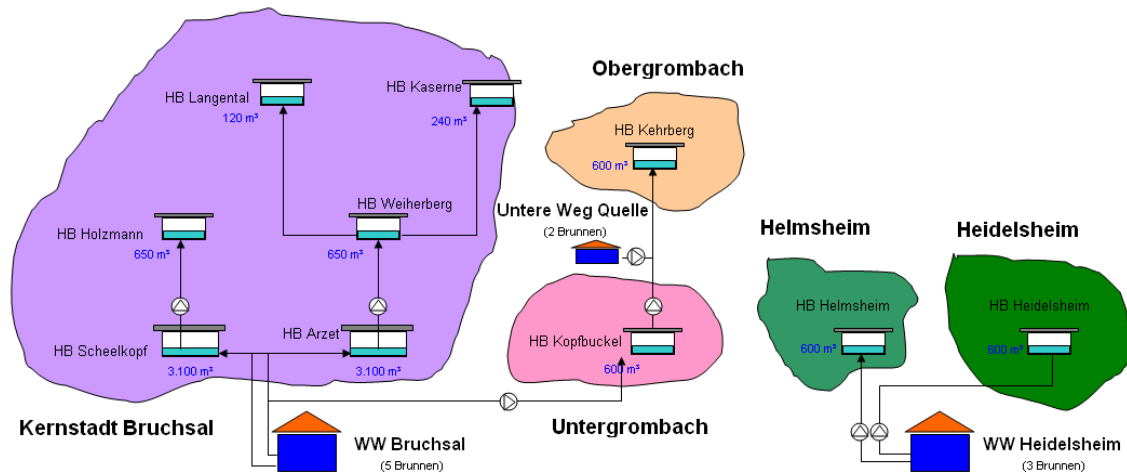 Obergrombach
HB Langental
120 m³
HB Kaserne
240 m³
HB Kehrberg
600 m³
HB Weiherberg
650 m³
HB Holzmann
650 m³
Untere Weg Quelle
(2 Brunnen)
Helmsheim
Heidelsheim
HB Helmsheim
600 m³
HB Heidelsheim
600 m³
HB Scheelkopf
3.100 m³
HB Arzet
3.100 m³
HB Kopfbuckel
600 m³
Kernstadt Bruchsal
WW Bruchsal
(5 Brunnen)
Untergrombach
WW Heidelsheim
(3 Brunnen)